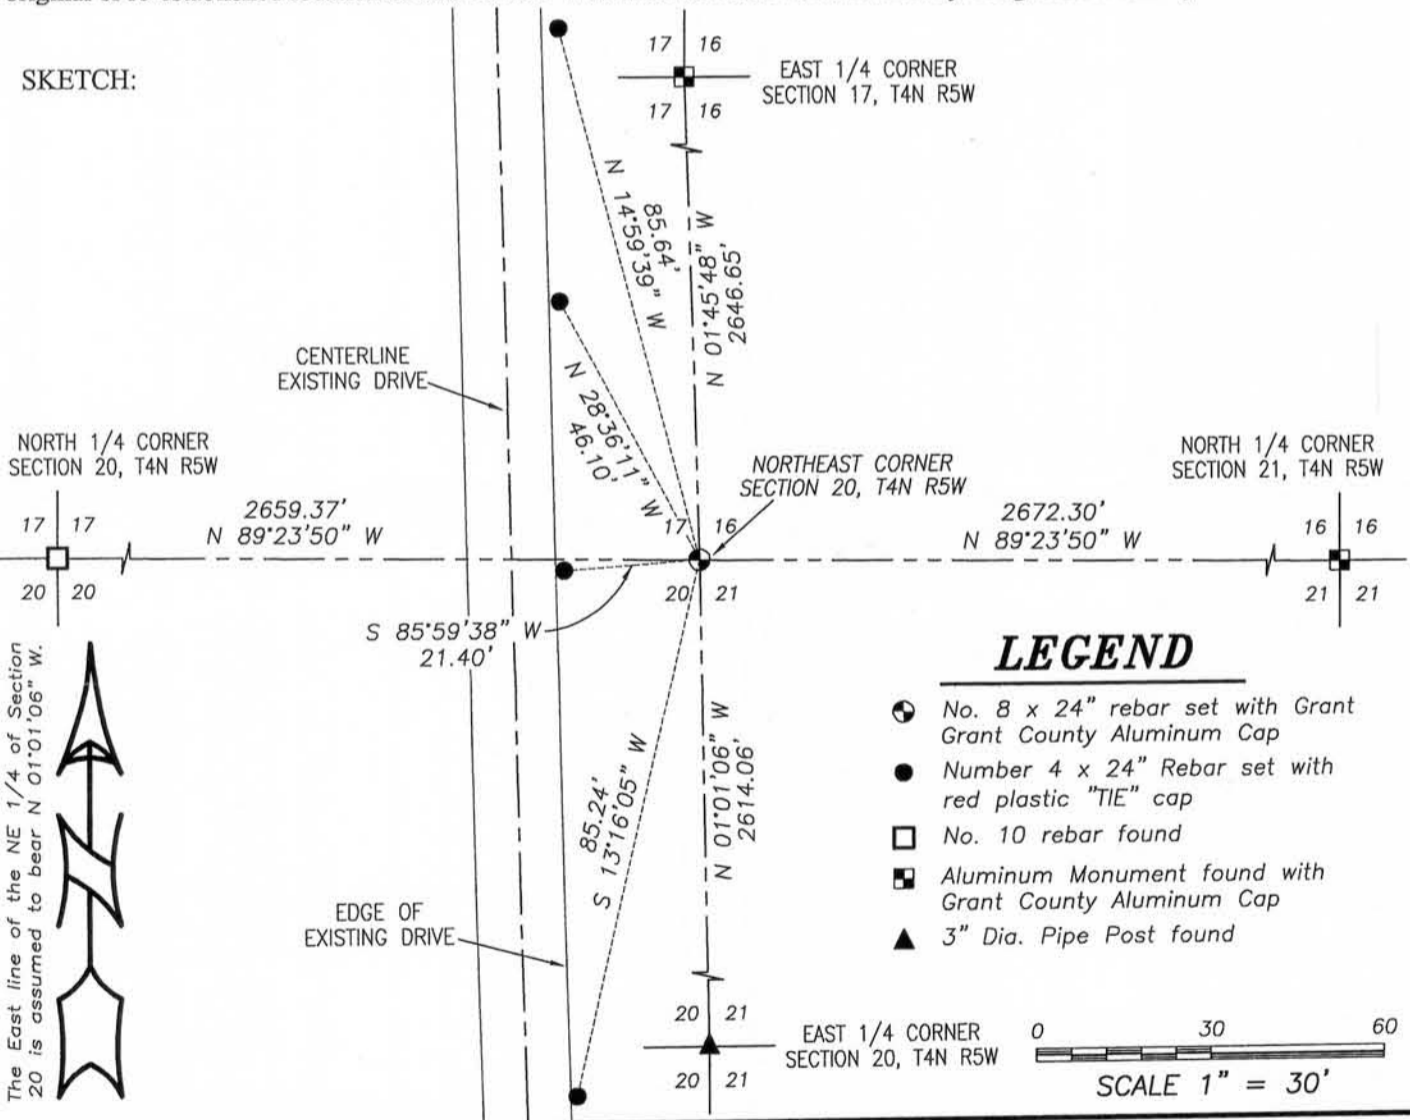 SKETCH:
17 16
EAST 1/4 CORNER
SECTION 17, T4N R5W
17 16
N 14°59'39" W
85.64'
N 01°45'48" W
2646.65'
CENTERLINE
EXISTING DRIVE
N 28°36'11" W
46.10'
NORTH 1/4 CORNER
SECTION 20, T4N R5W
17 17
20 20
2659.37'
N 89°23'50" W
NORTHEAST CORNER
SECTION 20, T4N R5W
17 16
20 21
2672.30'
N 89°23'50" W
NORTH 1/4 CORNER
SECTION 21, T4N R5W
16 16
21 21
S 85°59'38" W
21.40'
The East line of the NE 1/4 of Section
20 is assumed to bear N 01°01'06" W.
85.24'
S 13°16'05" W
N 01°01'06" W
2614.06'
EDGE OF
EXISTING DRIVE
20 21
EAST 1/4 CORNER
SECTION 20, T4N R5W
20 21
LEGEND
No. 8 x 24" rebar set with Grant
Grant County Aluminum Cap
Number 4 x 24" Rebar set with
red plastic "TIE" cap
No. 10 rebar found
Aluminum Monument found with
Grant County Aluminum Cap
3" Dia. Pipe Post found
0 30 60
SCALE 1" = 30'